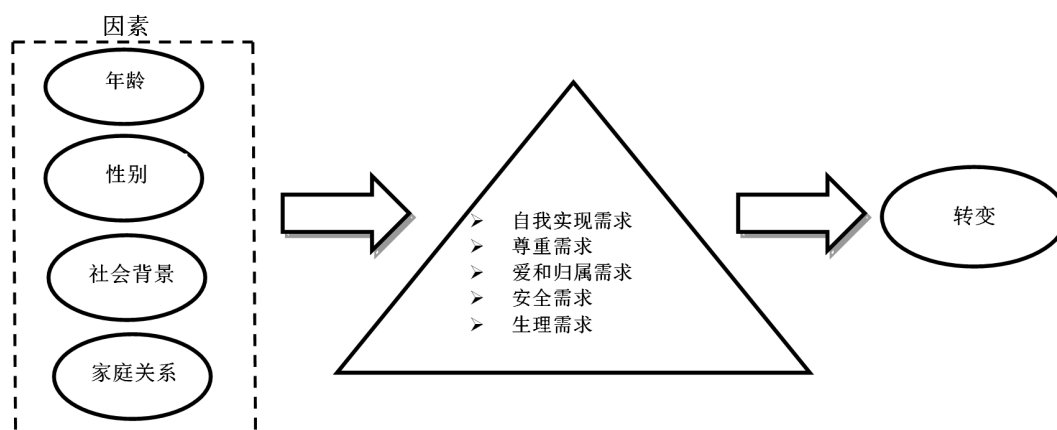 因素
年龄
性别
社会背景
家庭关系
自我实现需求
尊重需求
爱和归属需求
安全需求
生理需求
转变